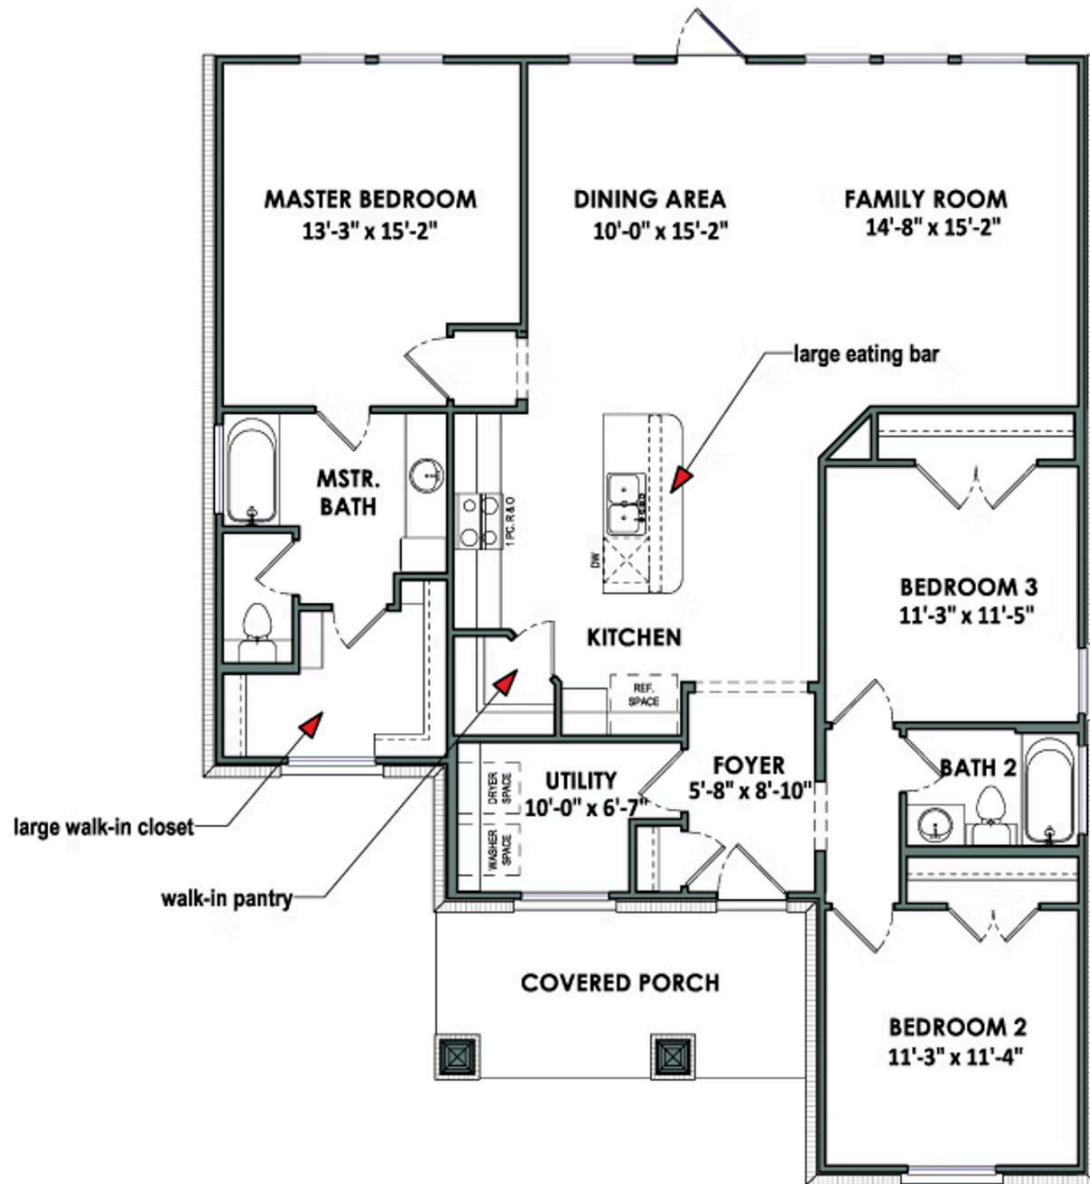 MASTER BEDROOM
13'-3" x 15'-2"
DINING AREA
10'-0" x 15'-2"
FAMILY ROOM
14'-8" x 15'-2"
large eating bar
MSTR.
BATH
1 PC. R & O
DW
KITCHEN
REF.
SPACE
BEDROOM 3
11'-3" x 11'-5"
UTILITY
10'-0" x 6'-7"
DRYER
SPACE
WASHER
SPACE
FOYER
5'-8" x 8'-10"
BATH 2
large walk-in closet
walk-in pantry
COVERED PORCH
BEDROOM 2
11'-3" x 11'-4"